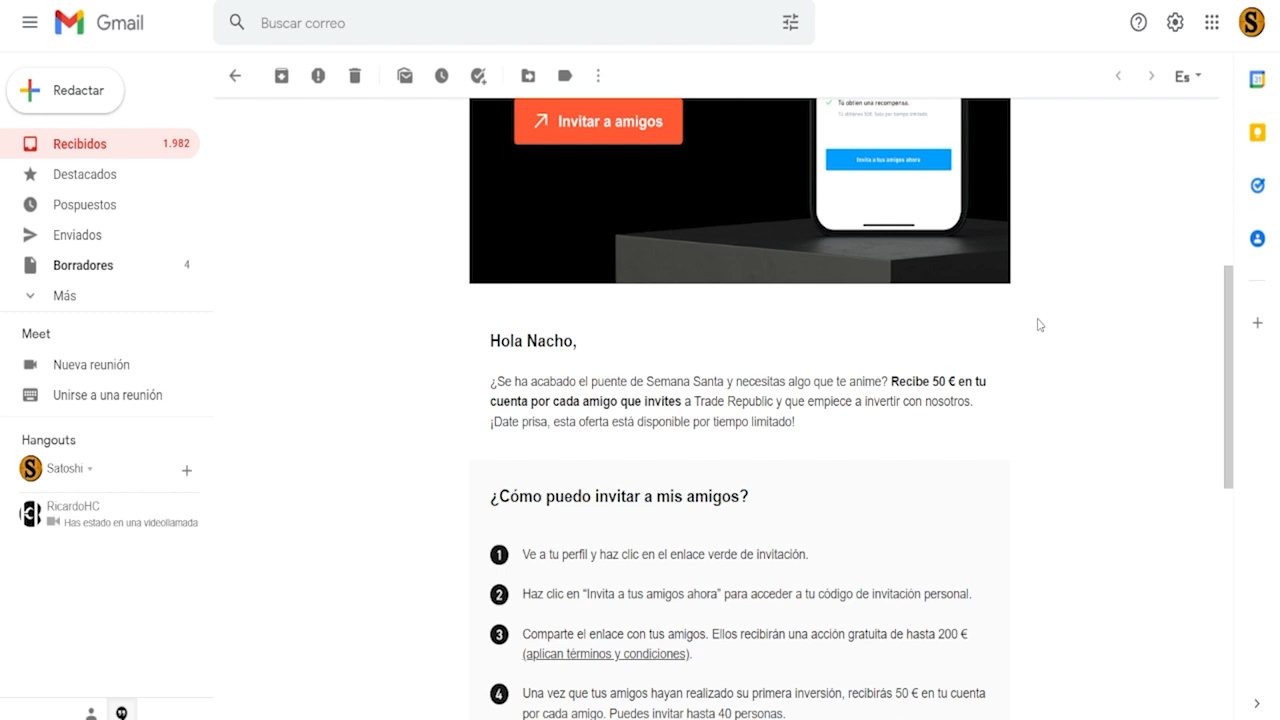 Gmail
Buscar correo
Redactar
Es
Recibidos 1.982
Destacados
Pospuestos
Enviados
Borradores 4
Más
Meet
Nueva reunión
Unirse a una reunión
Hangouts
Satoshi
RicardoHC
Has estado en una videollamada
Invitar a amigos
Tú obtien una recompensa.
Invita a tus amigos ahora
Hola Nacho,
¿Se ha acabado el puente de Semana Santa y necesitas algo que te anime? Recibe 50 € en tu
cuenta por cada amigo que invites a Trade Republic y que empiece a invertir con nosotros.
¡Date prisa, esta oferta está disponible por tiempo limitado!
¿Cómo puedo invitar a mis amigos?
1 Ve a tu perfil y haz clic en el enlace verde de invitación.
2 Haz clic en “Invita a tus amigos ahora” para acceder a tu código de invitación personal.
3 Comparte el enlace con tus amigos. Ellos recibirán una acción gratuita de hasta 200 €
(aplican términos y condiciones).
4 Una vez que tus amigos hayan realizado su primera inversión, recibirás 50 € en tu cuenta
por cada amigo. Puedes invitar hasta 40 personas.